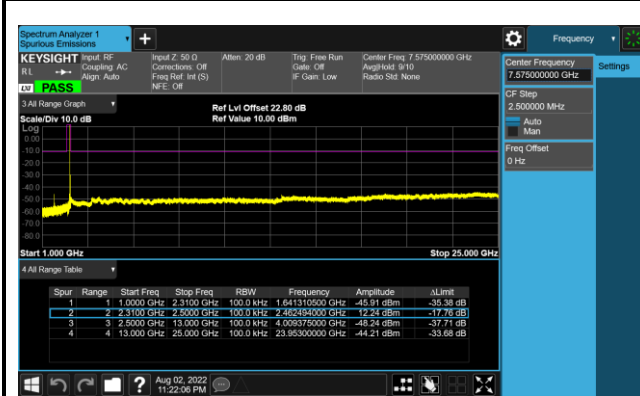 Spectrum Analyzer 1
Spurious Emissions
Frequency
KEYSIGHT Input: RF Input Z: 50 Ω Atten: 20 dB Trig: Free Run Center Freq: 7.575000000 GHz
RL Coupling: AC Corrections: Off Gate: Off Avg|Hold: 9/10
Align: Auto Freq Ref: Int (S) IF Gain: Low Radio Std: None
NFE: Off
LXI PASS
Center Frequency
7.575000000 GHz
Settings
CF Step
2.500000 MHz
Auto
Man
Freq Offset
0 Hz
3 All Range Graph
Ref Lvl Offset 22.80 dB
Scale/Div 10.0 dB Ref Value 10.00 dBm
Log
0.00
-10.0
-20.0
-30.0
-40.0
-50.0
-60.0
-70.0
-80.0
Start 1.000 GHz Stop 25.000 GHz
4 All Range Table
Spur Range Start Freq Stop Freq RBW Frequency Amplitude ΔLimit
1 1 1.0000 GHz 2.3100 GHz 100.0 kHz 1.641310500 GHz -45.91 dBm -35.38 dB
2 2 2.3100 GHz 2.5000 GHz 100.0 kHz 2.462494000 GHz 12.24 dBm -17.76 dB
3 3 2.5000 GHz 13.000 GHz 100.0 kHz 4.009375000 GHz -48.24 dBm -37.71 dB
4 4 13.000 GHz 25.000 GHz 100.0 kHz 23.95300000 GHz -44.21 dBm -33.68 dB
Aug 02, 2022
11:22:06 PM